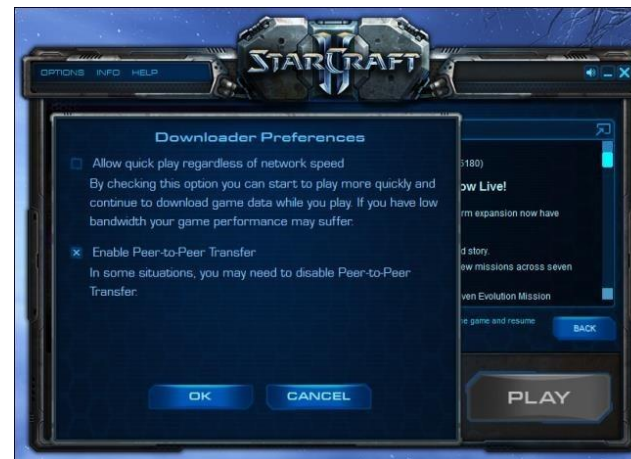 STARCRAFT
II
OPTIONS INFO HELP
Downloader Preferences
Allow quick play regardless of network speed
By checking this option you can start to play more quickly and
continue to download game data while you play. If you have low
bandwidth your game performance may suffer.
Enable Peer-to-Peer Transfer
In some situations, you may need to disable Peer-to-Peer
Transfer.
OK CANCEL
5180)
ow Live!
rm expansion now have
d story.
ew missions across seven
ven Evolution Mission
e game and resume
BACK
PLAY